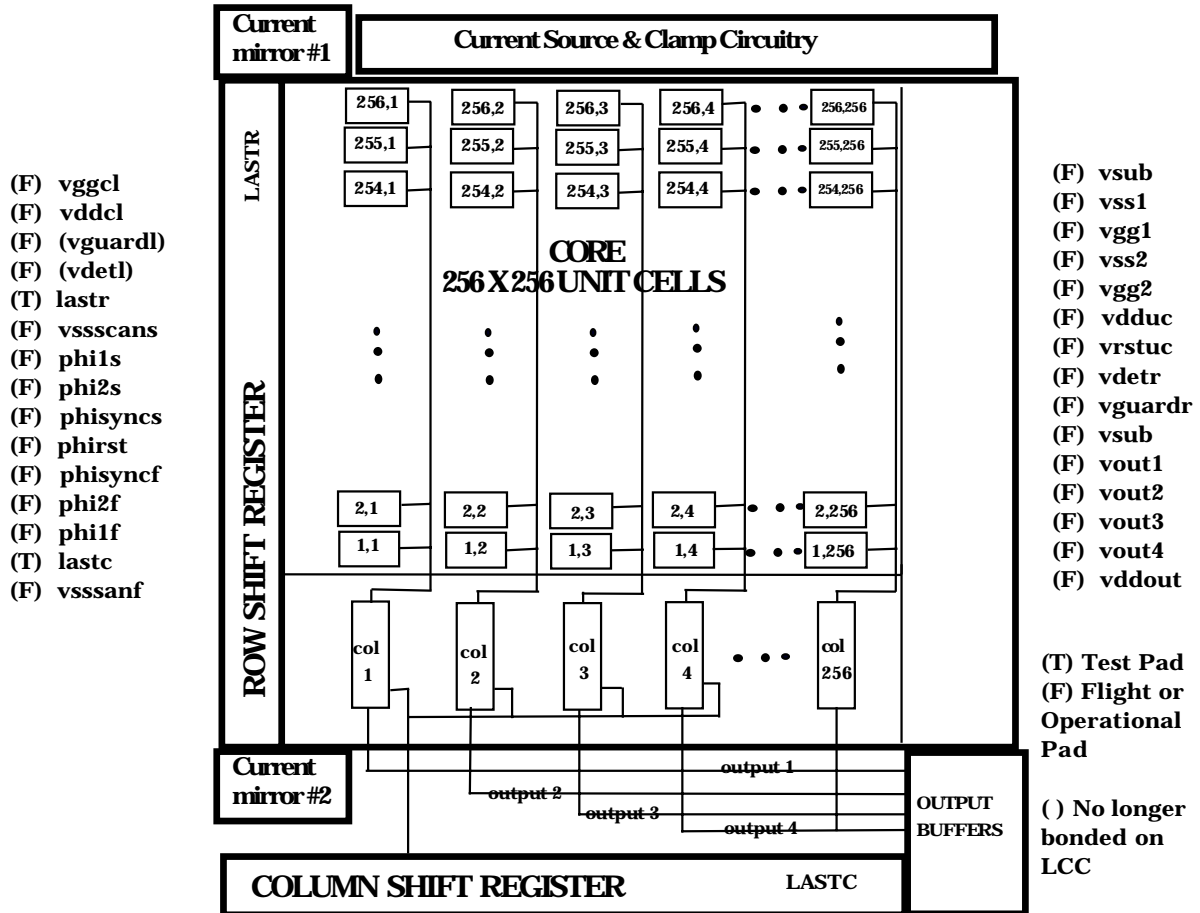 Current
mirror #1
Current Source & Clamp Circuitry
LASTR
ROW SHIFT REGISTER
256,1 256,2 256,3 256,4 256,256
255,1 255,2 255,3 255,4 255,256
254,1 254,2 254,3 254,4 254,256
CORE
256 X 256 UNIT CELLS
2,1 2,2 2,3 2,4 2,256
1,1 1,2 1,3 1,4 1,256
col
1
col
2
col
3
col
4
col
256
Current
mirror #2
output 1
output 2
output 3
output 4
OUTPUT
BUFFERS
COLUMN SHIFT REGISTER
LASTC
(F) vggcl
(F) vddcl
(F) (vguardl)
(F) (vdetl)
(T) lastr
(F) vssscans
(F) phi1s
(F) phi2s
(F) phisyncs
(F) phirst
(F) phisyncf
(F) phi2f
(F) phi1f
(T) lastc
(F) vsssanf
(F) vsub
(F) vss1
(F) vgg1
(F) vss2
(F) vgg2
(F) vdduc
(F) vrstuc
(F) vdetr
(F) vguardr
(F) vsub
(F) vout1
(F) vout2
(F) vout3
(F) vout4
(F) vddout
(T) Test Pad
(F) Flight or
Operational
Pad
( ) No longer
bonded on
LCC